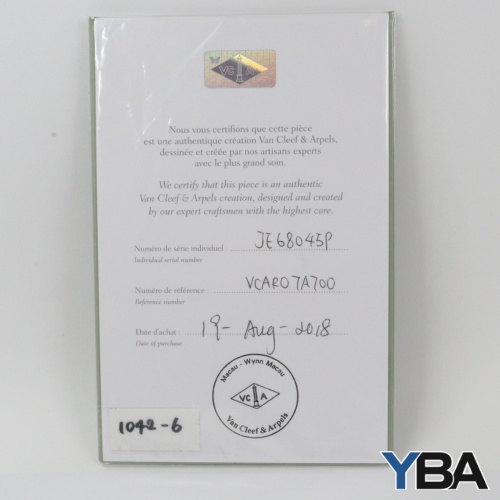 VC A
Nous vous certifions que cette pièce
est une authentique création Van Cleef & Arpels,
dessinée et créée par nos artisans experts
avec le plus grand soin.
We certify that this piece is an authentic
Van Cleef & Arpels creation, designed and created
by our expert craftsmen with the highest care.
Numéro de série individuel : JE68045P
Individual serial number
Numéro de référence : VCARO7A700
Reference number
Date d'achat : 19- Aug-2018
Date of purchase
Macau - Wynn Macau
VC A
Van Cleef & Arpels
1042-6
YBA